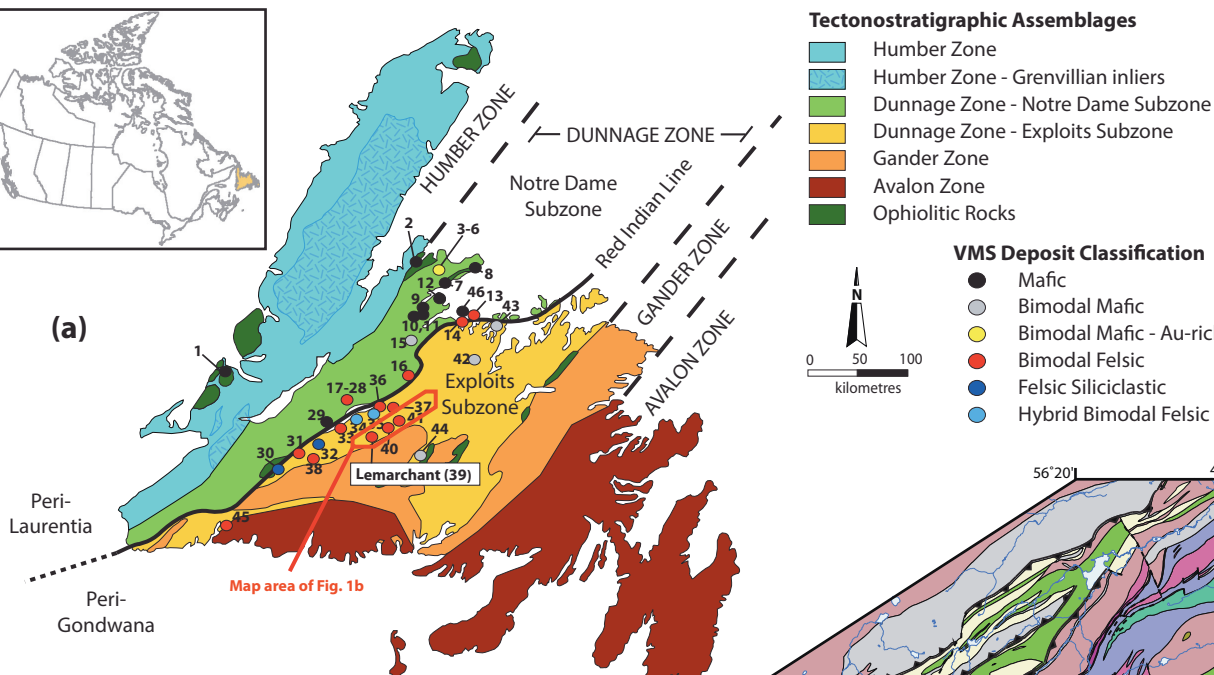 Tectonostratigraphic Assemblages
Humber Zone
Humber Zone - Grenvillian inliers
Dunnage Zone - Notre Dame Subzone
Dunnage Zone - Exploits Subzone
Gander Zone
Avalon Zone
Ophiolitic Rocks
VMS Deposit Classification
Mafic
Bimodal Mafic
Bimodal Mafic - Au-rich
Bimodal Felsic
Felsic Siliciclastic
Hybrid Bimodal Felsic
N
0 50 100
kilometres
(a)
HUMBER ZONE
DUNNAGE ZONE
Notre Dame
Subzone
Red Indian Line
GANDER ZONE
AVALON ZONE
2
3-6
8
7
12
9
46
13
43
10,11
14
15
42
1
16
Exploits
Subzone
17-28
36
37
29
34
35
41
33
31
32
40
44
30
38
Lemarchant (39)
45
Peri-
Laurentia
Peri-
Gondwana
Map area of Fig. 1b
56˚20'
4